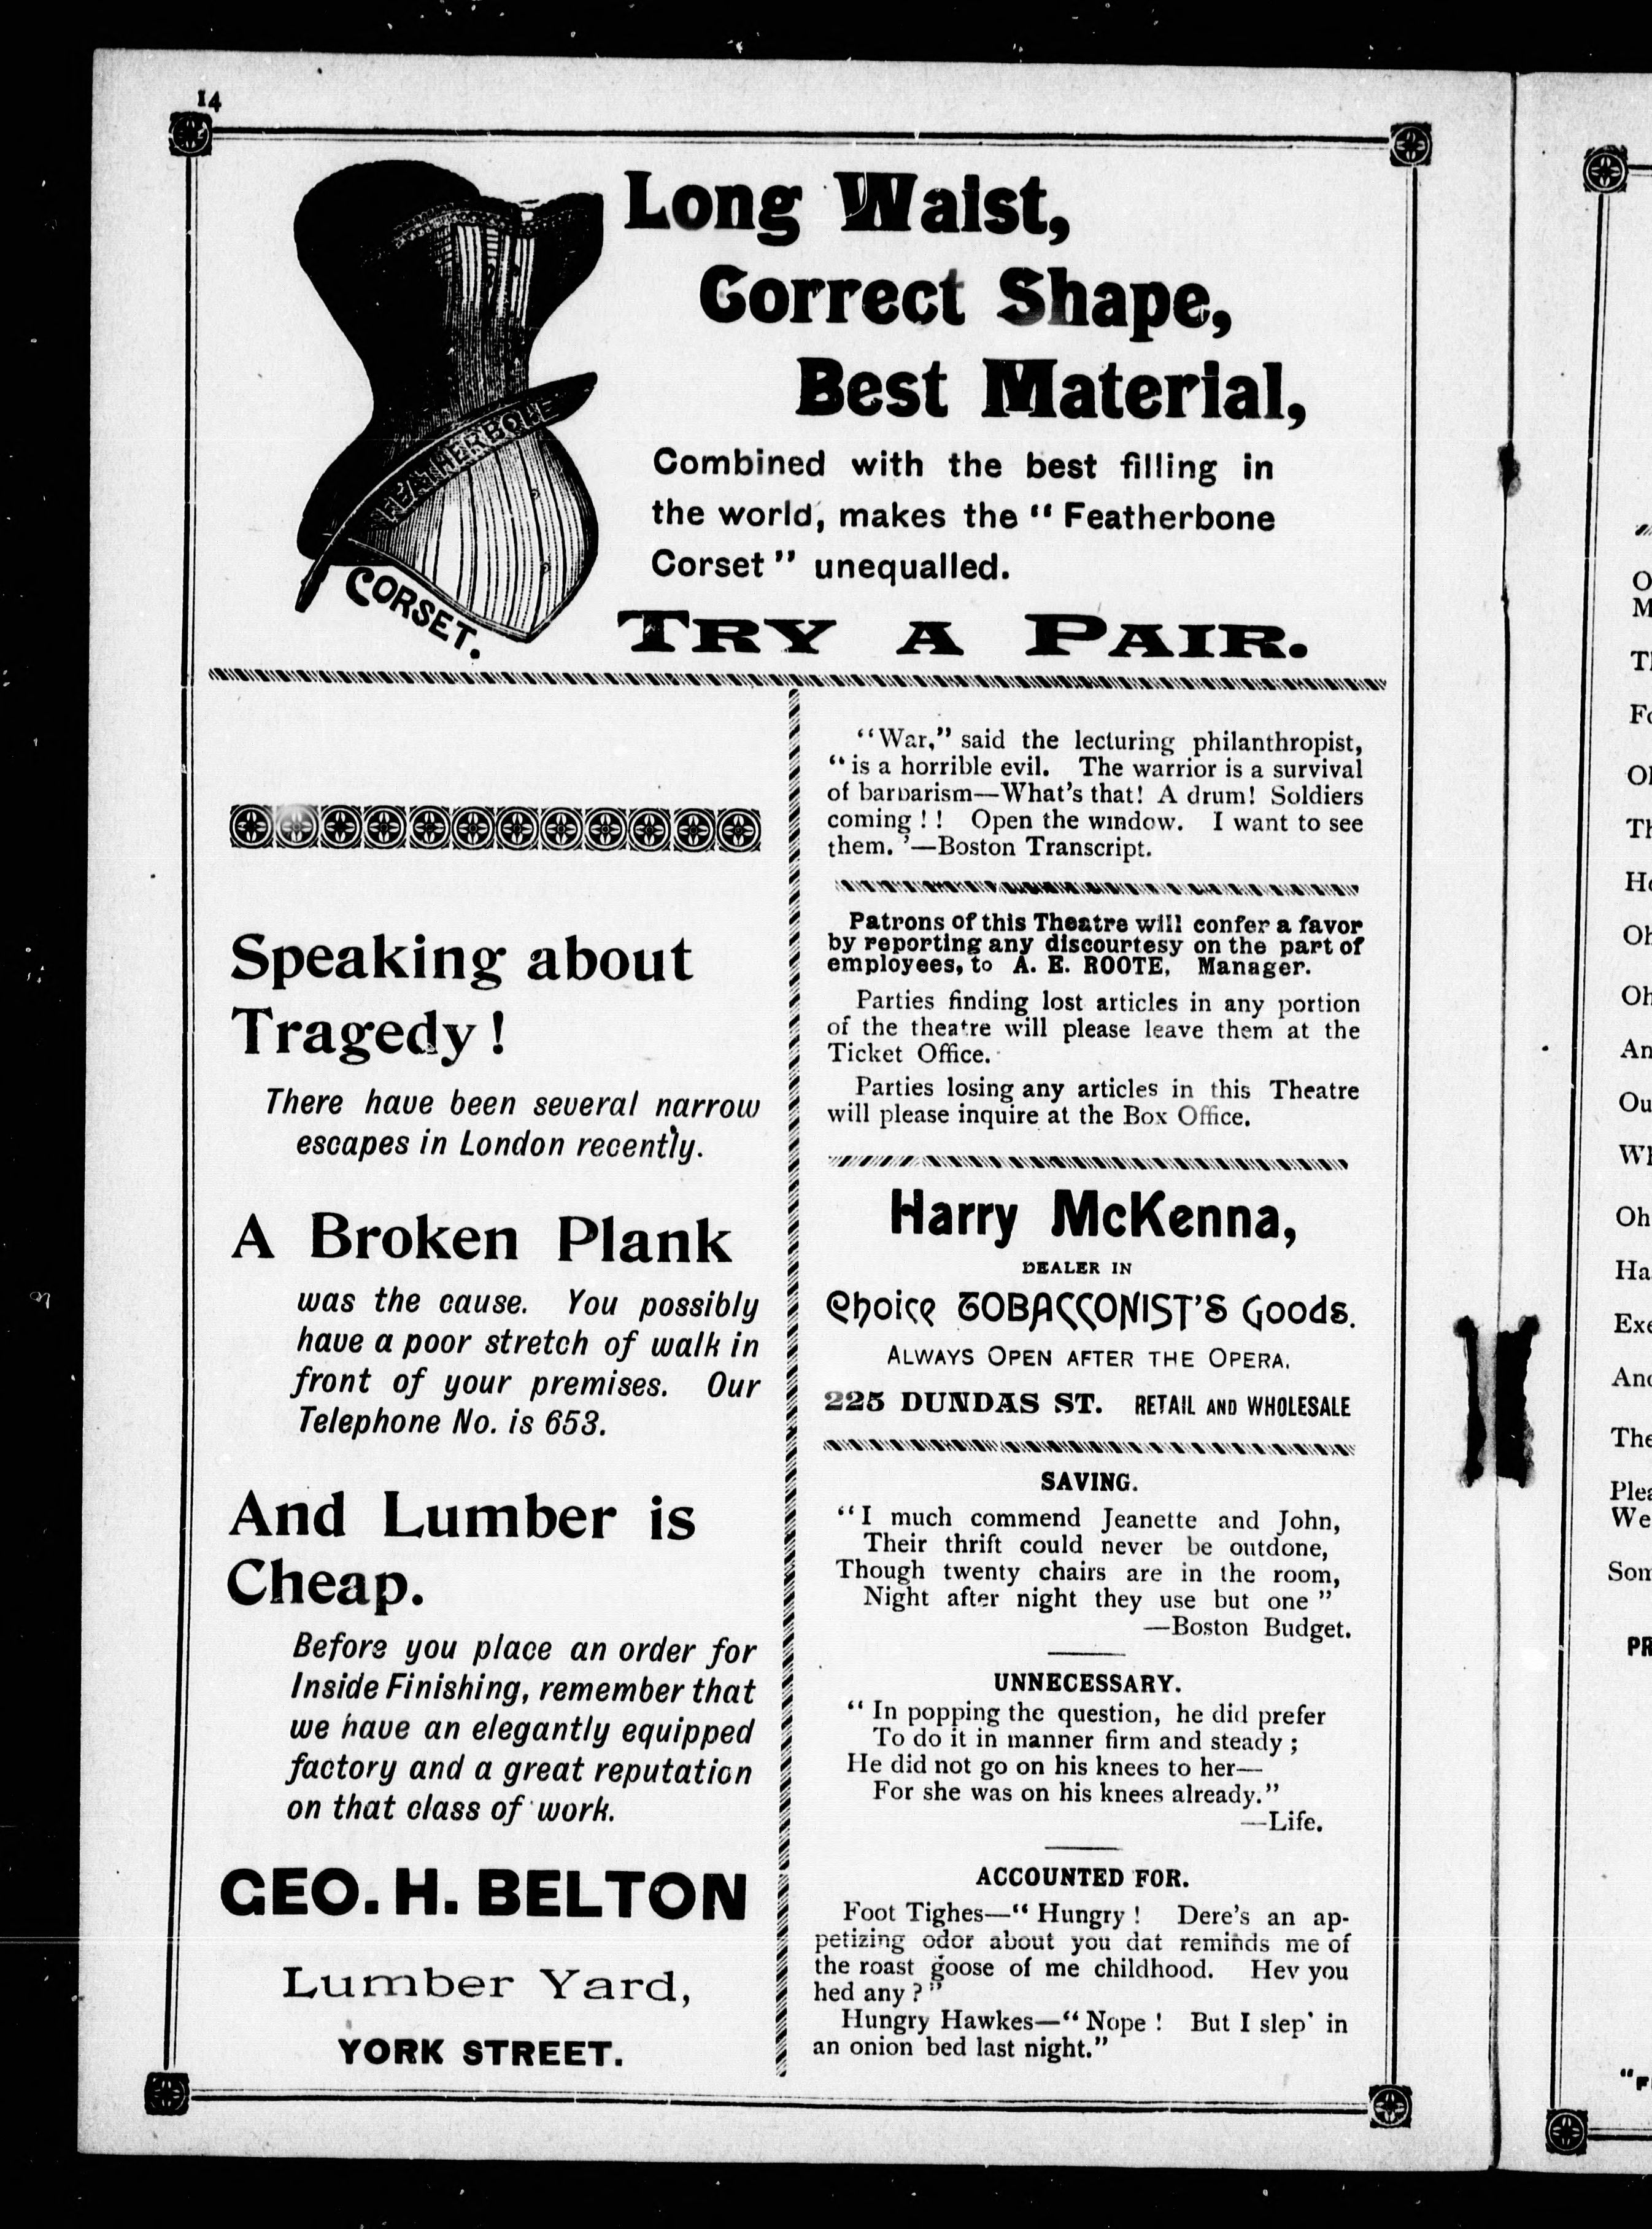 14
Long Waist,
Correct Shape,
Best Material,
FEATHERBONE
CORSET.
Combined with the best filling in
the world, makes the " Featherbone
Corset" unequalled.
TRY A PAIR.
Speaking about
Tragedy !
There have been several narrow
escapes in London recently.
A Broken Plank
was the cause. You possibly
have a poor stretch of walk in
front of your premises. Our
Telephone No. is 653.
And Lumber is
Cheap.
Before you place an order for
Inside Finishing, remember that
we have an elegantly equipped
factory and a great reputation
on that class of work.
GEO. H. BELTON
Lumber Yard,
YORK STREET.
"War," said the lecturing philanthropist,
"is a horrible evil. The warrior is a survival
of barbarism—What's that! A drum! Soldiers
coming ! ! Open the window. I want to see
them. '—Boston Transcript.
Patrons of this Theatre will confer a favor
by reporting any discourtesy on the part of
employees, to A. E. ROOTE, Manager.
Parties finding lost articles in any portion
of the theatre will please leave them at the
Ticket Office.
Parties losing any articles in this Theatre
will please inquire at the Box Office.
Harry McKenna,
DEALER IN
Choice TOBACCONIST'S Goods.
ALWAYS OPEN AFTER THE OPERA.
225 DUNDAS ST. RETAIL AND WHOLESALE
SAVING.
"I much commend Jeanette and John,
Their thrift could never be outdone,
Though twenty chairs are in the room,
Night after night they use but one "
—Boston Budget.
UNNECESSARY.
" In popping the question, he did prefer
To do it in manner firm and steady ;
He did not go on his knees to her—
For she was on his knees already."
—Life.
ACCOUNTED FOR.
Foot Tighes—" Hungry ! Dere's an ap-
petizing odor about you dat reminds me of
the roast goose of me childhood. Hev you
hed any ? "
Hungry Hawkes—" Nope ! But I slep' in
an onion bed last night."